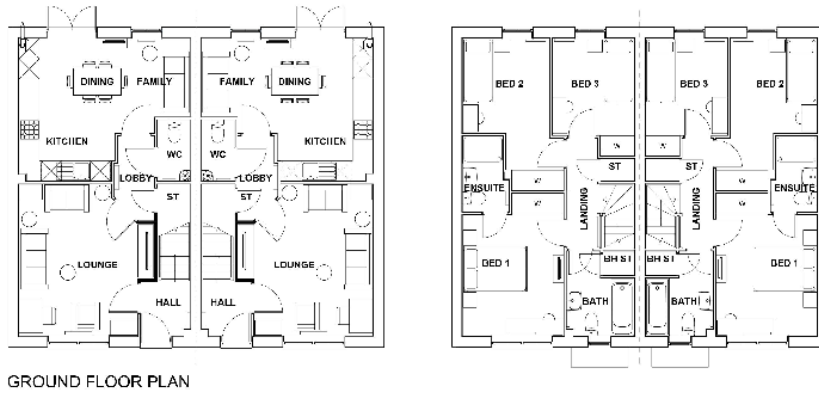 DINING FAMILY FAMILY DINING
KITCHEN WC WC KITCHEN
LOBBY LOBBY
ST ST
LOUNGE LOUNGE
HALL HALL
BED 2 BED 3 BED 3 BED 2
ST ST
ENSUITE ENSUITE
LANDING LANDING
BED 1 BH ST BH ST BED 1
BATH BATH
GROUND FLOOR PLAN